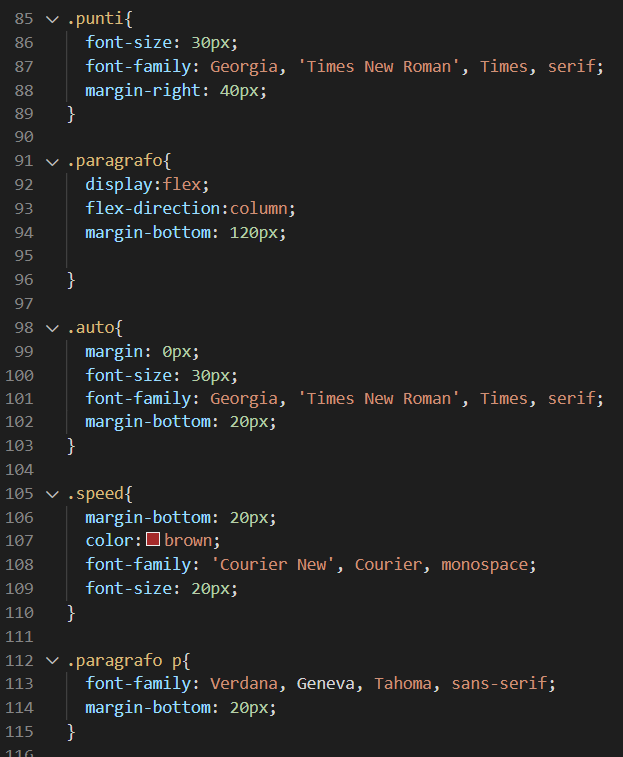 85 .punti{
86 font-size: 30px;
87 font-family: Georgia, 'Times New Roman', Times, serif;
88 margin-right: 40px;
89 }
90
91 .paragrafo{
92 display:flex;
93 flex-direction:column;
94 margin-bottom: 120px;
95
96 }
97
98 .auto{
99 margin: 0px;
100 font-size: 30px;
101 font-family: Georgia, 'Times New Roman', Times, serif;
102 margin-bottom: 20px;
103 }
104
105 .speed{
106 margin-bottom: 20px;
107 color:brown;
108 font-family: 'Courier New', Courier, monospace;
109 font-size: 20px;
110 }
111
112 .paragrafo p{
113 font-family: Verdana, Geneva, Tahoma, sans-serif;
114 margin-bottom: 20px;
115 }
116